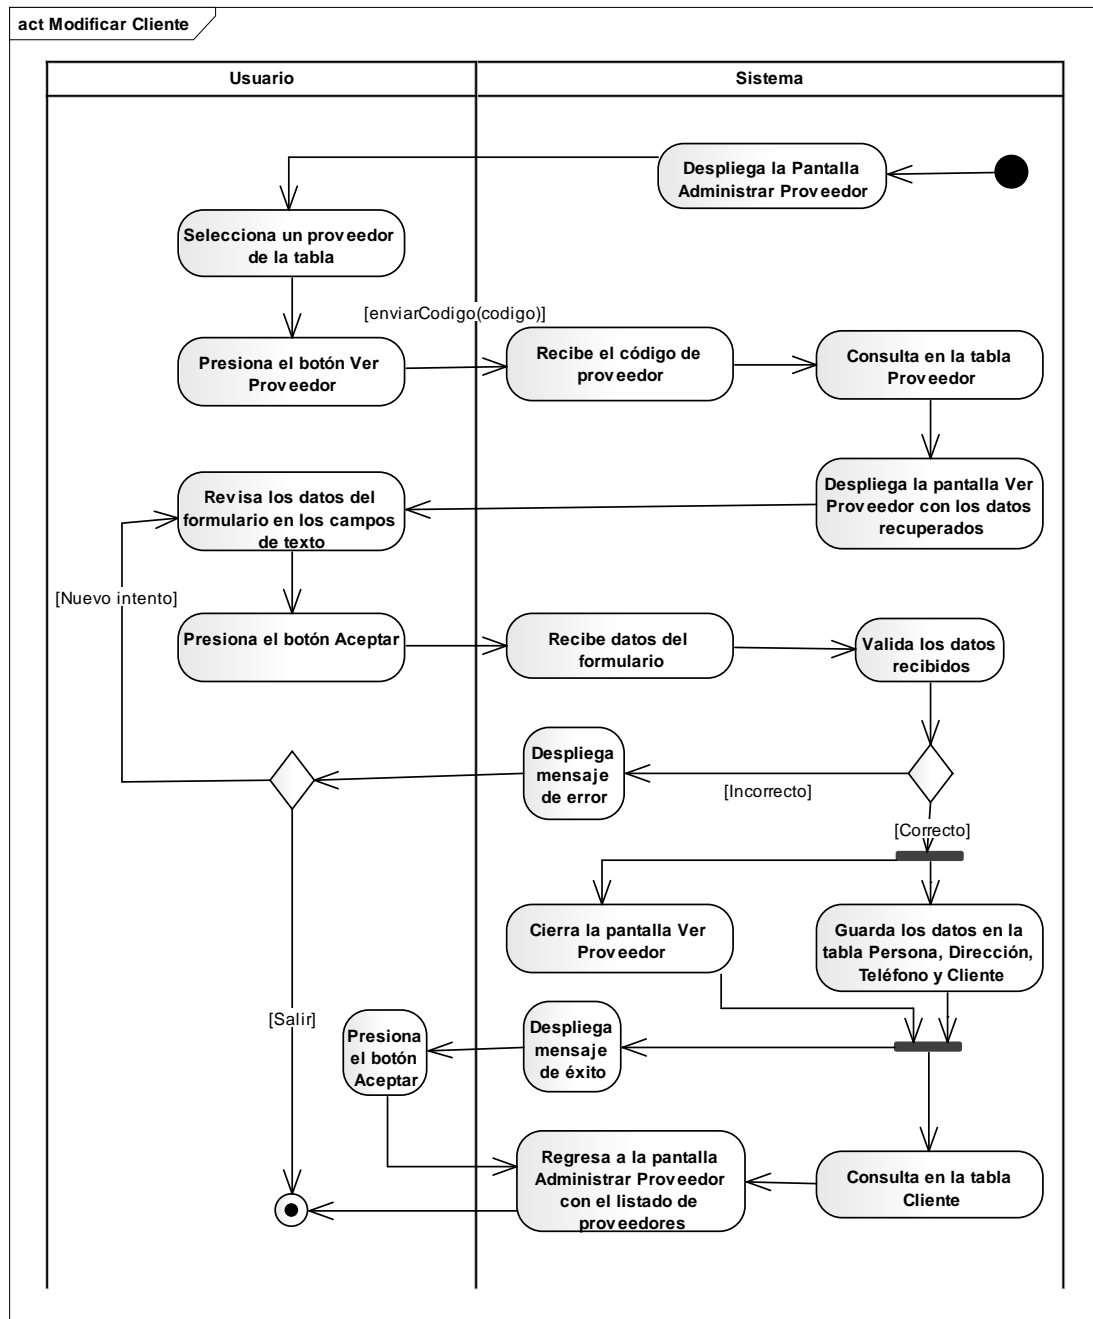 act Modificar Cliente
Usuario
Sistema
Despliega la Pantalla
Administrar Proveedor
Selecciona un proveedor
de la tabla
[enviarCodigo(codigo)]
Presiona el botón Ver
Proveedor
Recibe el código de
proveedor
Consulta en la tabla
Proveedor
Revisa los datos del
formulario en los campos
de texto
Despliega la pantalla Ver
Proveedor con los datos
recuperados
[Nuevo intento]
Presiona el botón Aceptar
Recibe datos del
formulario
Valida los datos
recibidos
Despliega
mensaje
de error
[Incorrecto]
[Correcto]
Cierra la pantalla Ver
Proveedor
Guarda los datos en la
tabla Persona, Dirección,
Teléfono y Cliente
[Salir]
Presiona
el botón
Aceptar
Despliega
mensaje
de éxito
Regresa a la pantalla
Administrar Proveedor
con el listado de
proveedores
Consulta en la tabla
Cliente